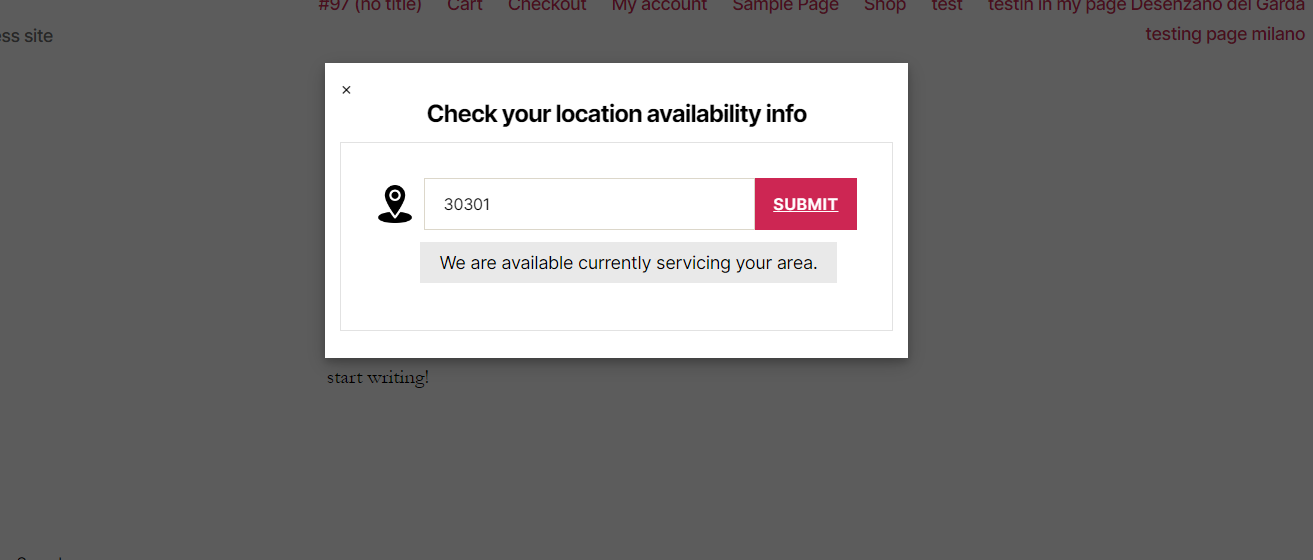 #97 (no title) Cart Checkout My account Sample Page Shop test testin in my page Desenzano del Garda
ess site
testing page milano
×
Check your location availability info
30301
SUBMIT
We are available currently servicing your area.
start writing!